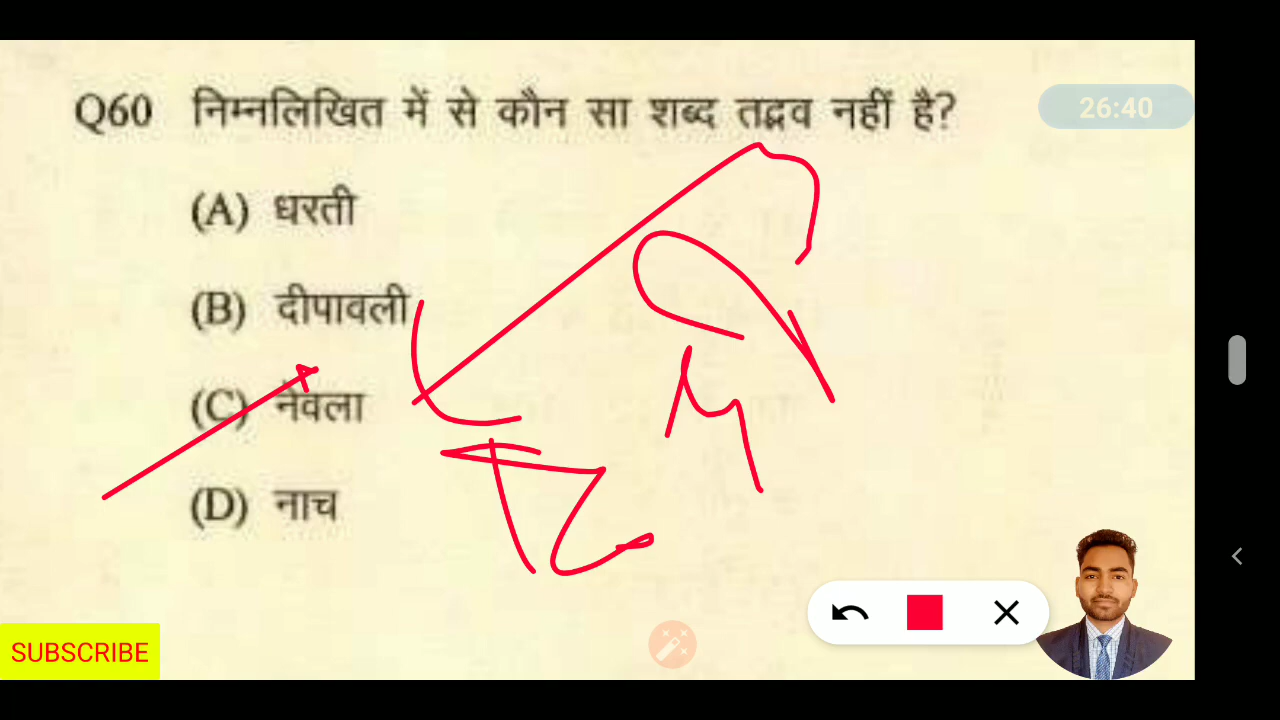 Q60 निम्नलिखित में से कौन सा शब्द तद्भव नहीं है?
26:40
(A) धरती
(B) दीपावली
(C) नेवला
(D) नाच
SUBSCRIBE